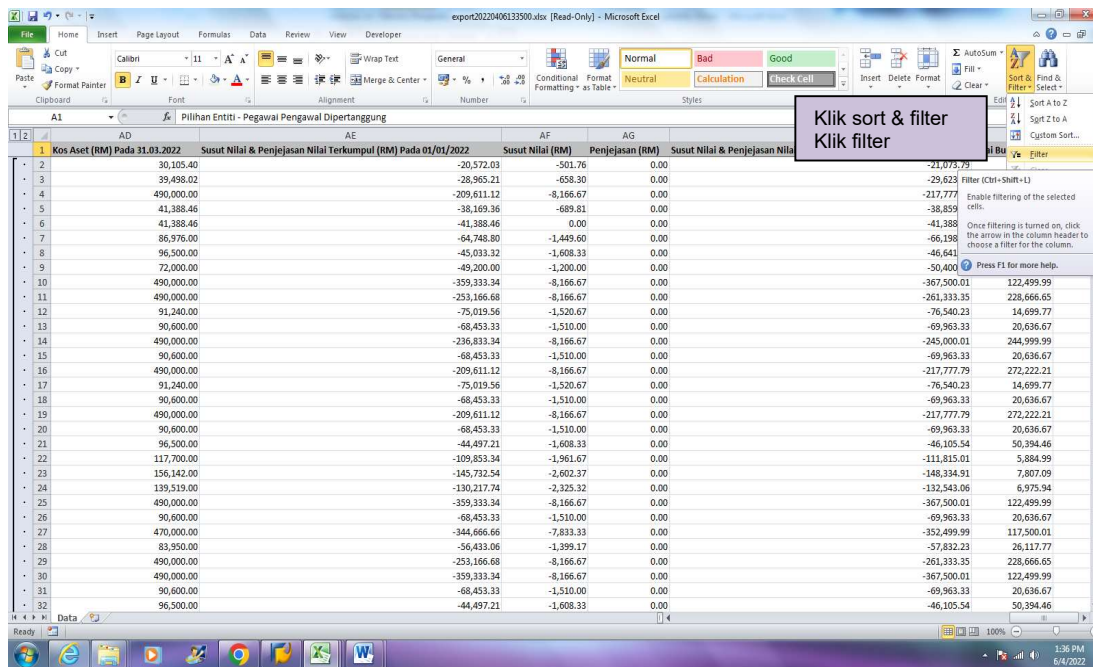 export20220406133500.xlsx [Read-Only] - Microsoft Excel
File Home Insert Page Layout Formulas Data Review View Developer
Cut
Copy
Format Painter
Paste
Clipboard
Calibri 11
Font
Wrap Text
Merge & Center
Alignment
General
Number
Conditional Formatting
Format as Table
Normal Bad Good
Neutral Calculation Check Cell
Styles
Insert Delete Format
AutoSum
Fill
Clear
Sort & Filter
Find & Select
Sort A to Z
Sort Z to A
Custom Sort...
Filter
Klik sort & filter
Klik filter
Filter (Ctrl+Shift+L)
Enable filtering of the selected
cells.
Once filtering is turned on, click
the arrow in the column header to
choose a filter for the column.
Press F1 for more help.
A1 fx Pilihan Entiti - Pegawai Pengawal Dipertanggung
1 2 AD AE AF AG
1 Kos Aset (RM) Pada 31.03.2022 Susut Nilai & Penjejasan Nilai Terkumpul (RM) Pada 01/01/2022 Susut Nilai (RM) Penjejasan (RM) Susut Nilai & Penjejasan Nila ai Bu
2 30,105.40 -20,572.03 -501.76 0.00 -21,073.79
3 39,498.02 -28,965.21 -658.30 0.00 -29,623
4 490,000.00 -209,611.12 -8,166.67 0.00 -217,777
5 41,388.46 -38,169.36 -689.81 0.00 -38,859
6 41,388.46 -41,388.46 0.00 0.00 -41,388
7 86,976.00 -64,748.80 -1,449.60 0.00 -66,198
8 96,500.00 -45,033.32 -1,608.33 0.00 -46,641
9 72,000.00 -49,200.00 -1,200.00 0.00 -50,400
10 490,000.00 -359,333.34 -8,166.67 0.00 -367,500.01 122,499.99
11 490,000.00 -253,166.68 -8,166.67 0.00 -261,333.35 228,666.65
12 91,240.00 -75,019.56 -1,520.67 0.00 -76,540.23 14,699.77
13 90,600.00 -68,453.33 -1,510.00 0.00 -69,963.33 20,636.67
14 490,000.00 -236,833.34 -8,166.67 0.00 -245,000.01 244,999.99
15 90,600.00 -68,453.33 -1,510.00 0.00 -69,963.33 20,636.67
16 490,000.00 -209,611.12 -8,166.67 0.00 -217,777.79 272,222.21
17 91,240.00 -75,019.56 -1,520.67 0.00 -76,540.23 14,699.77
18 90,600.00 -68,453.33 -1,510.00 0.00 -69,963.33 20,636.67
19 490,000.00 -209,611.12 -8,166.67 0.00 -217,777.79 272,222.21
20 90,600.00 -68,453.33 -1,510.00 0.00 -69,963.33 20,636.67
21 96,500.00 -44,497.21 -1,608.33 0.00 -46,105.54 50,394.46
22 117,700.00 -109,853.34 -1,961.67 0.00 -111,815.01 5,884.99
23 156,142.00 -145,732.54 -2,602.37 0.00 -148,334.91 7,807.09
24 139,519.00 -130,217.74 -2,325.32 0.00 -132,543.06 6,975.94
25 490,000.00 -359,333.34 -8,166.67 0.00 -367,500.01 122,499.99
26 90,600.00 -68,453.33 -1,510.00 0.00 -69,963.33 20,636.67
27 470,000.00 -344,666.66 -7,833.33 0.00 -352,499.99 117,500.01
28 83,950.00 -56,433.06 -1,399.17 0.00 -57,832.23 26,117.77
29 490,000.00 -253,166.68 -8,166.67 0.00 -261,333.35 228,666.65
30 490,000.00 -359,333.34 -8,166.67 0.00 -367,500.01 122,499.99
31 90,600.00 -68,453.33 -1,510.00 0.00 -69,963.33 20,636.67
32 96,500.00 -44,497.21 -1,608.33 0.00 -46,105.54 50,394.46
Data
Ready 100%
1:36 PM
6/4/2022